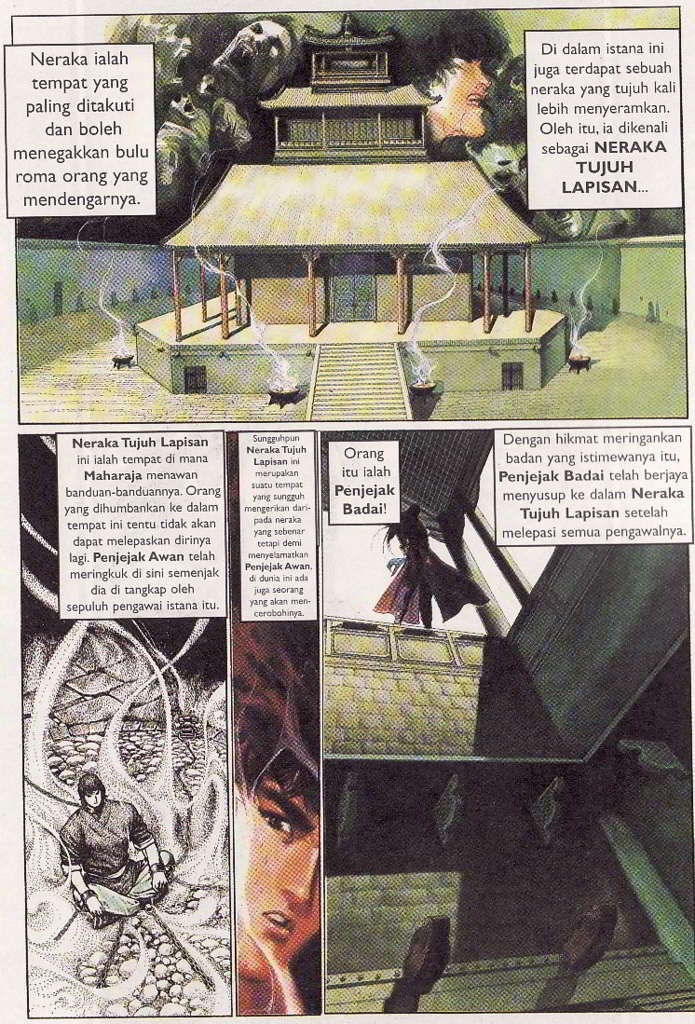 Neraka ialah
tempat yang
paling ditakuti
dan boleh
menegakkan bulu
roma orang yang
mendengarnya.
Di dalam istana ini
juga terdapat sebuah
neraka yang tujuh kali
lebih menyeramkan.
Oleh itu, ia dikenali
sebagai NERAKA
TUJUH
LAPISAN...
Neraka Tujuh Lapisan
ini ialah tempat di mana
Maharaja menawan
banduan-banduannya. Orang
yang dihumbankan ke dalam
tempat ini tentu tidak akan
dapat melepaskan dirinya
lagi. Penjejak Awan telah
meringkuk di sini semenjak
dia di tangkap oleh
sepuluh pengawai istana itu.
Sungguhpun
Neraka Tujuh
Lapisan ini
merupakan
suatu tempat
yang sungguh
mengerikan dari-
pada neraka
yang sebenar
tetapi demi
menyelamatkan
Penjejak Awan,
di dunia ini ada
juga seorang
yang akan
mencerobohinya.
Orang
itu ialah
Penjejak
Badai!
Dengan hikmat meringankan
badan yang istimewanya itu,
Penjejak Badai telah berjaya
menyusup ke dalam Neraka
Tujuh Lapisan setelah
melepasi semua pengawalnya.